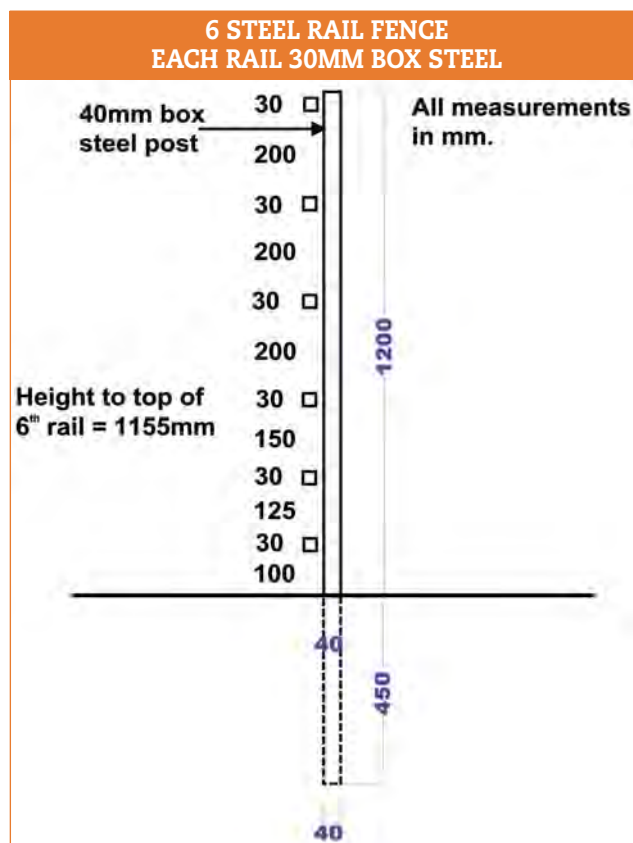 6 STEEL RAIL FENCE
EACH RAIL 30MM BOX STEEL
40mm box
steel post
All measurements
in mm.
30
200
30
200
30
200
30
150
30
125
30
100
Height to top of
6th rail = 1155mm
1200
40
450
40